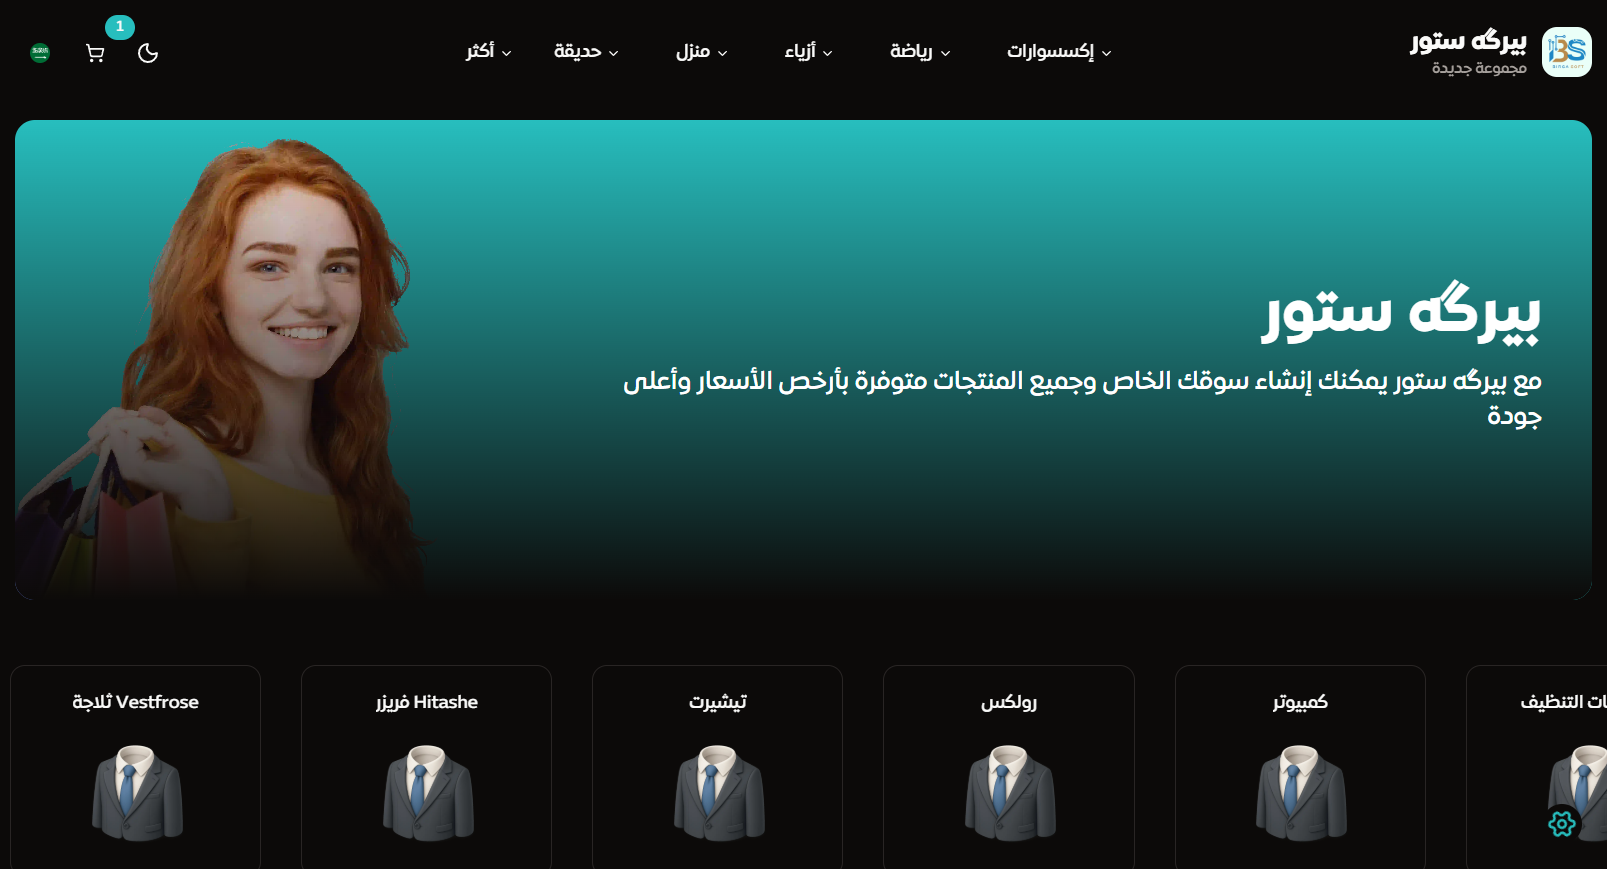 بيرگه ستور
مجموعة جديدة
إكسسوارات
رياضة
أزياء
منزل
حديقة
أكثر
1
بيرگه ستور
مع بيرگه ستور يمكنك إنشاء سوقك الخاص وجميع المنتجات متوفرة بأرخص الأسعار وأعلى
جودة
ات التنظيف
كمبيوتر
رولكس
تيشيرت
فريزر Hitashe
ثلاجة Vestfrose